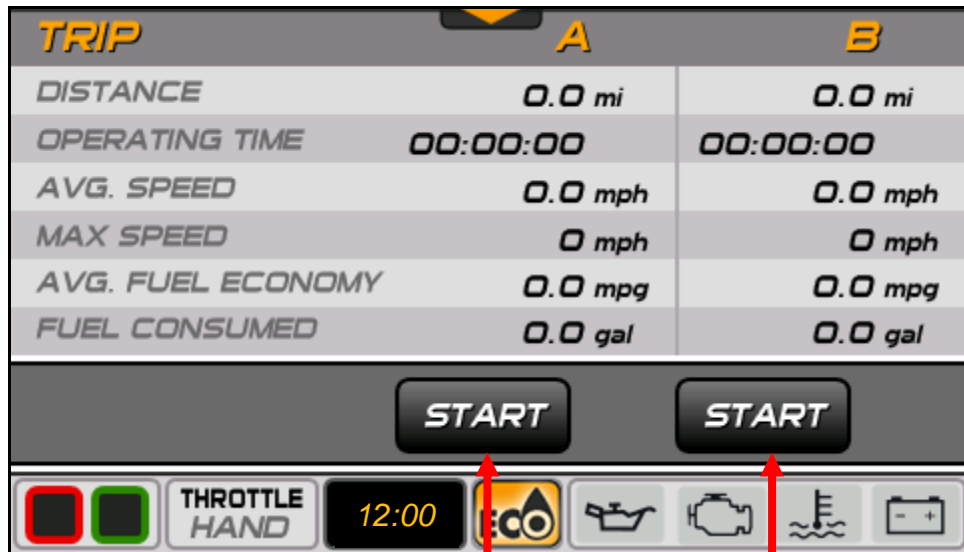 TRIP A B
DISTANCE 0.0 mi 0.0 mi
OPERATING TIME 00:00:00 00:00:00
AVG. SPEED 0.0 mph 0.0 mph
MAX SPEED 0 mph 0 mph
AVG. FUEL ECONOMY 0.0 mpg 0.0 mpg
FUEL CONSUMED 0.0 gal 0.0 gal
START START
THROTTLE
HAND 12:00 ECO - +